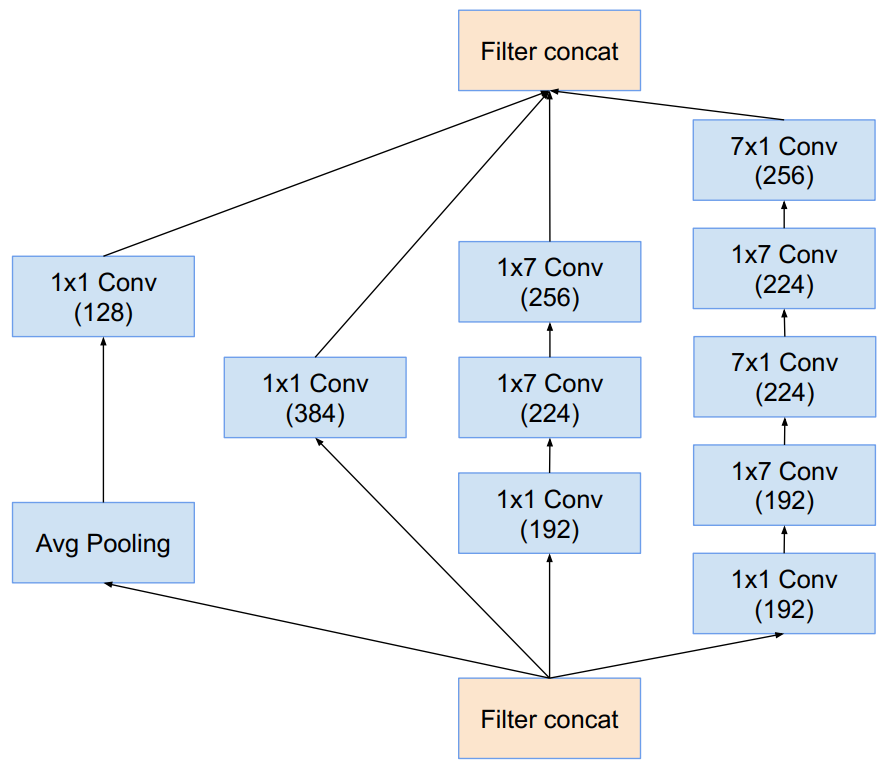 Filter concat
7x1 Conv
(256)
1x1 Conv
(128)
1x7 Conv
(256)
1x7 Conv
(224)
1x1 Conv
(384)
1x7 Conv
(224)
7x1 Conv
(224)
Avg Pooling
1x1 Conv
(192)
1x7 Conv
(192)
1x1 Conv
(192)
Filter concat